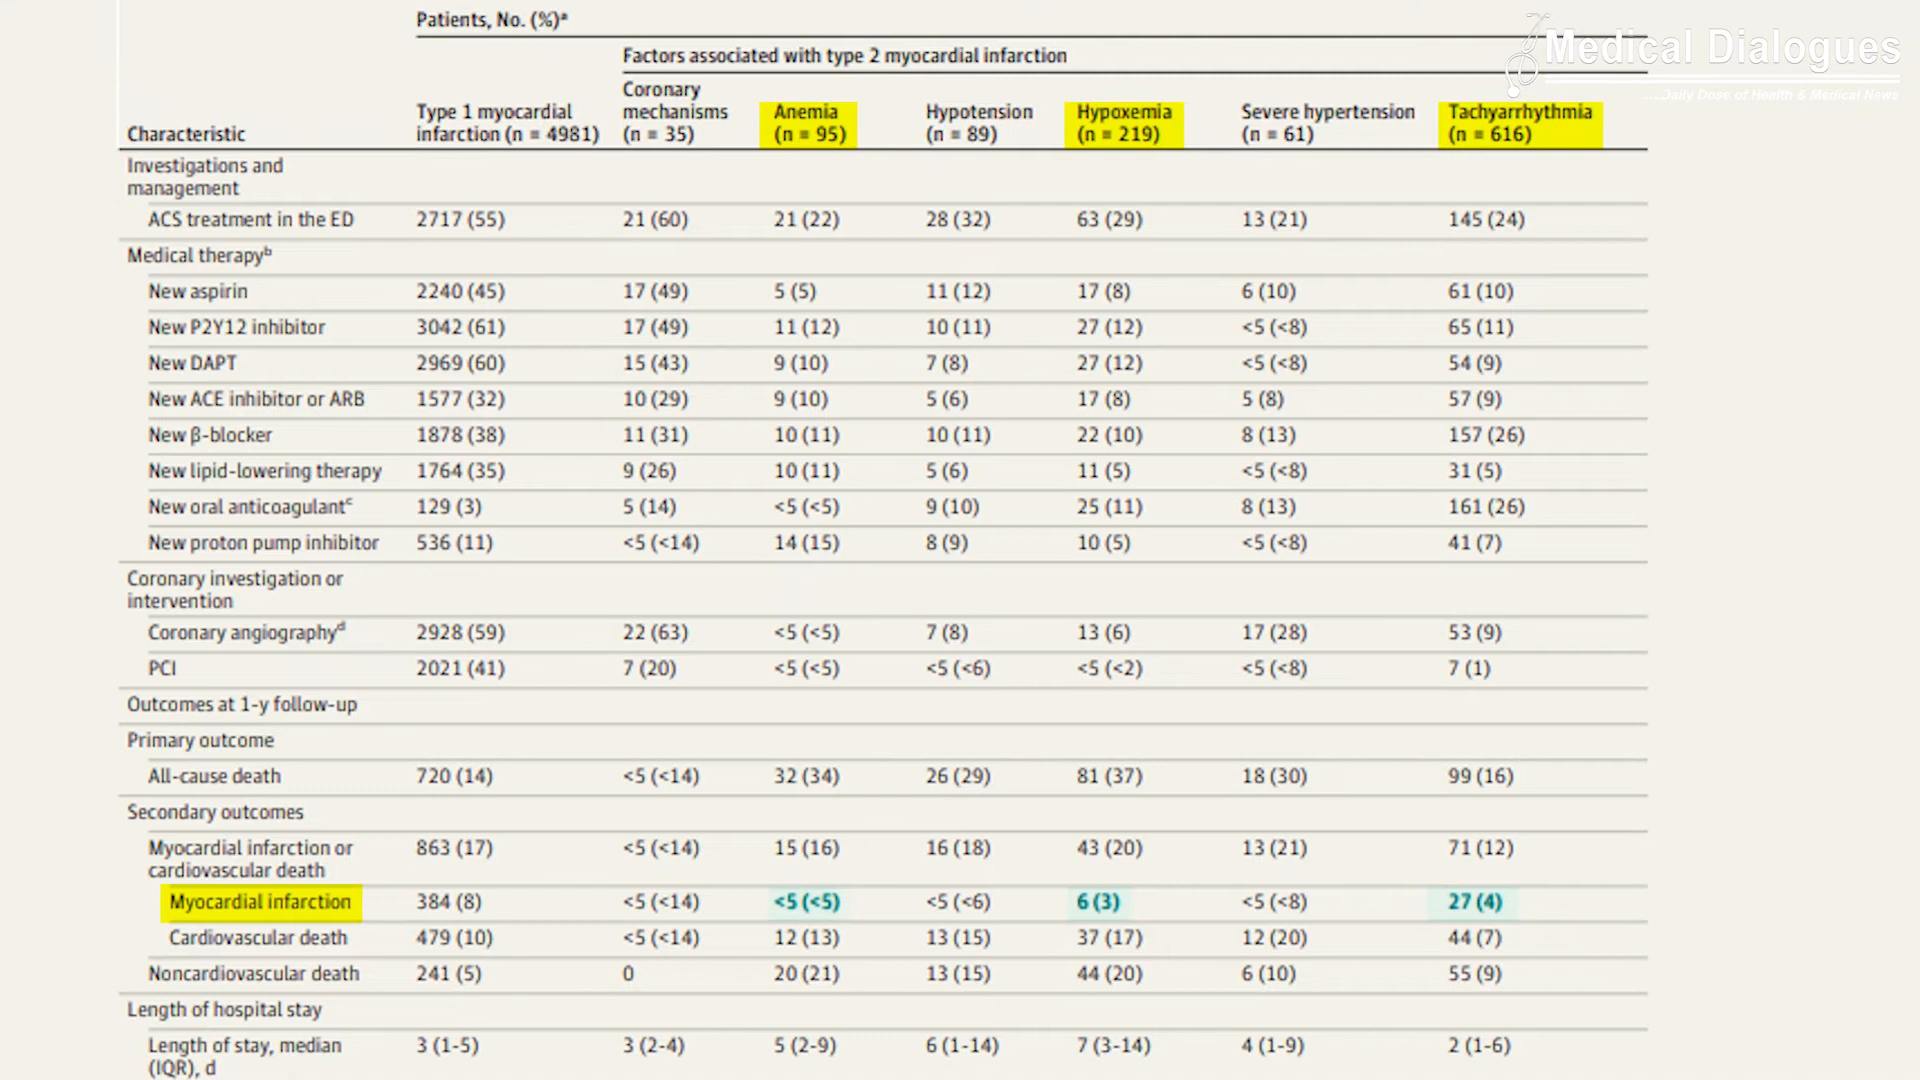 Medical Dialogues
....Daily Dose of Health & Medical News
Patients, No. (%)ᵃ
Factors associated with type 2 myocardial infarction
Characteristic Type 1 myocardial infarction (n = 4981) Coronary mechanisms (n = 35) Anemia (n = 95) Hypotension (n = 89) Hypoxemia (n = 219) Severe hypertension (n = 61) Tachyarrhythmia (n = 616)
Investigations and
management
ACS treatment in the ED 2717 (55) 21 (60) 21 (22) 28 (32) 63 (29) 13 (21) 145 (24)
Medical therapyᵇ
New aspirin 2240 (45) 17 (49) 5 (5) 11 (12) 17 (8) 6 (10) 61 (10)
New P2Y12 inhibitor 3042 (61) 17 (49) 11 (12) 10 (11) 27 (12) <5 (<8) 65 (11)
New DAPT 2969 (60) 15 (43) 9 (10) 7 (8) 27 (12) <5 (<8) 54 (9)
New ACE inhibitor or ARB 1577 (32) 10 (29) 9 (10) 5 (6) 17 (8) 5 (8) 57 (9)
New β-blocker 1878 (38) 11 (31) 10 (11) 10 (11) 22 (10) 8 (13) 157 (26)
New lipid-lowering therapy 1764 (35) 9 (26) 10 (11) 5 (6) 11 (5) <5 (<8) 31 (5)
New oral anticoagulantᶜ 129 (3) 5 (14) <5 (<5) 9 (10) 25 (11) 8 (13) 161 (26)
New proton pump inhibitor 536 (11) <5 (<14) 14 (15) 8 (9) 10 (5) <5 (<8) 41 (7)
Coronary investigation or
intervention
Coronary angiographyᵈ 2928 (59) 22 (63) <5 (<5) 7 (8) 13 (6) 17 (28) 53 (9)
PCI 2021 (41) 7 (20) <5 (<5) <5 (<6) <5 (<2) <5 (<8) 7 (1)
Outcomes at 1-y follow-up
Primary outcome
All-cause death 720 (14) <5 (<14) 32 (34) 26 (29) 81 (37) 18 (30) 99 (16)
Secondary outcomes
Myocardial infarction or 863 (17) <5 (<14) 15 (16) 16 (18) 43 (20) 13 (21) 71 (12)
cardiovascular death
Myocardial infarction 384 (8) <5 (<14) <5 (<5) <5 (<6) 6 (3) <5 (<8) 27 (4)
Cardiovascular death 479 (10) <5 (<14) 12 (13) 13 (15) 37 (17) 12 (20) 44 (7)
Noncardiovascular death 241 (5) 0 20 (21) 13 (15) 44 (20) 6 (10) 55 (9)
Length of hospital stay
Length of stay, median 3 (1-5) 3 (2-4) 5 (2-9) 6 (1-14) 7 (3-14) 4 (1-9) 2 (1-6)
(IQR), d